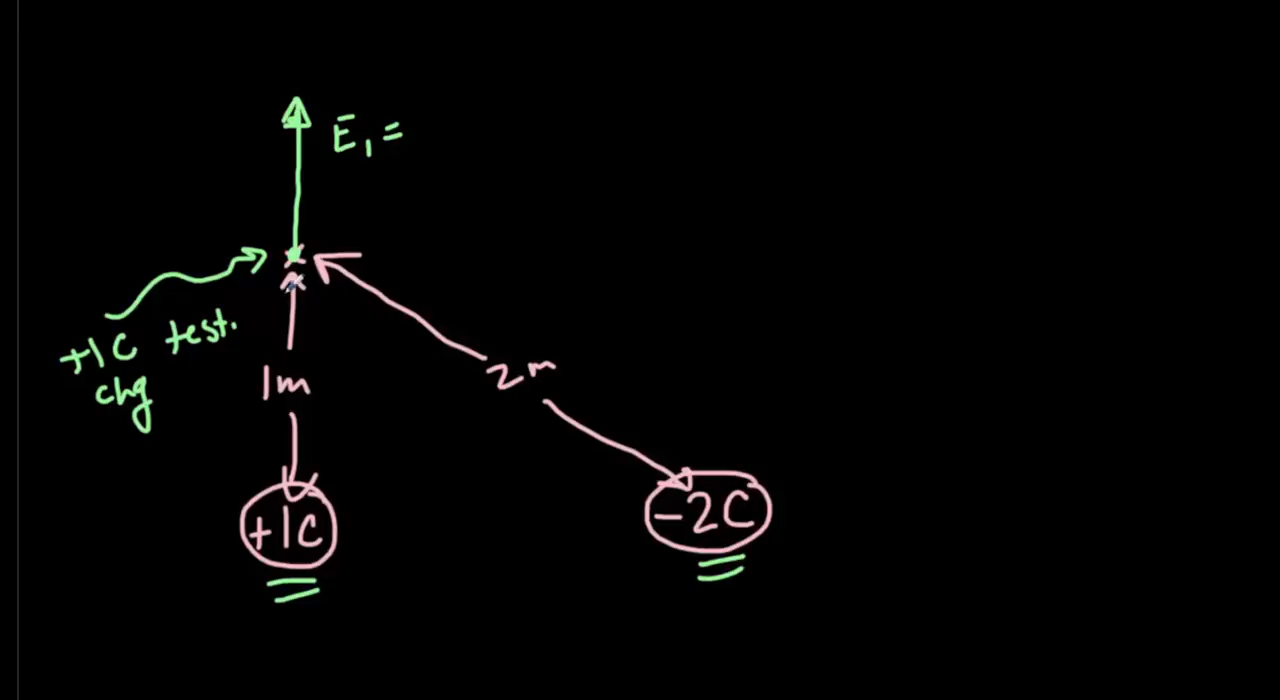 E₁ =
+1C test.
chg
1m
2m
+1C
-2C